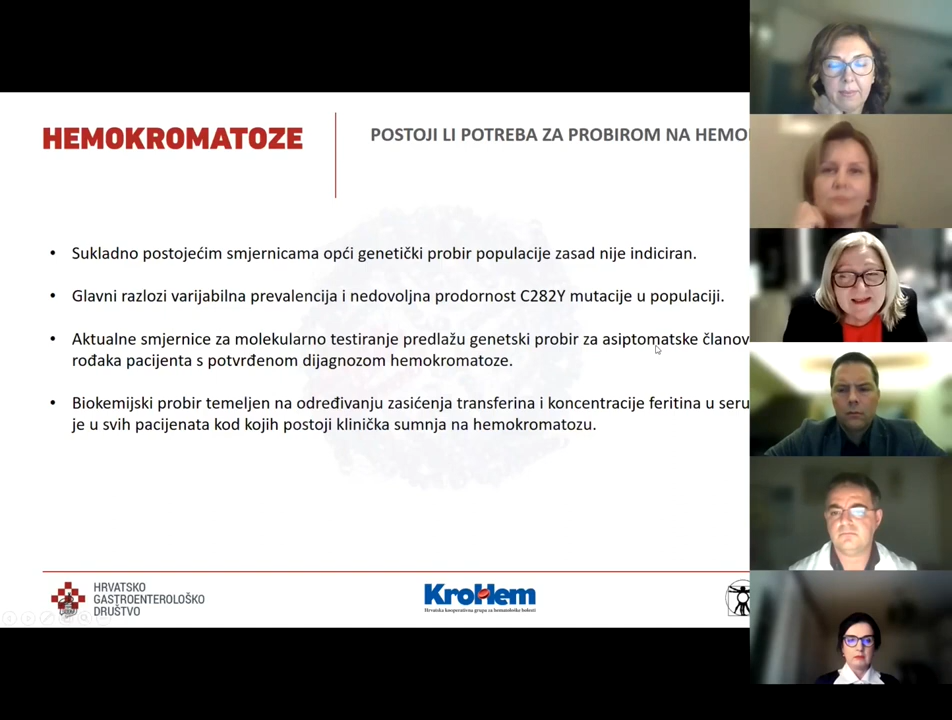 HEMOKROMATOZE
POSTOJI LI POTREBA ZA PROBIROM NA HEMO
Sukladno postojećim smjernicama opći genetički probir populacije zasad nije indiciran.
Glavni razlozi varijabilna prevalencija i nedovoljna prodornost C282Y mutacije u populaciji.
Aktualne smjernice za molekularno testiranje predlažu genetski probir za asiptomatske članov
rođaka pacijenta s potvrđenom dijagnozom hemokromatoze.
Biokemijski probir temeljen na određivanju zasićenja transferina i koncentracije feritina u seru
je u svih pacijenata kod kojih postoji klinička sumnja na hemokromatozu.
HRVATSKO
GASTROENTEROLOŠKO
DRUŠTVO
KroHem
Hrvatska kooperativna grupa za hematološke bolesti